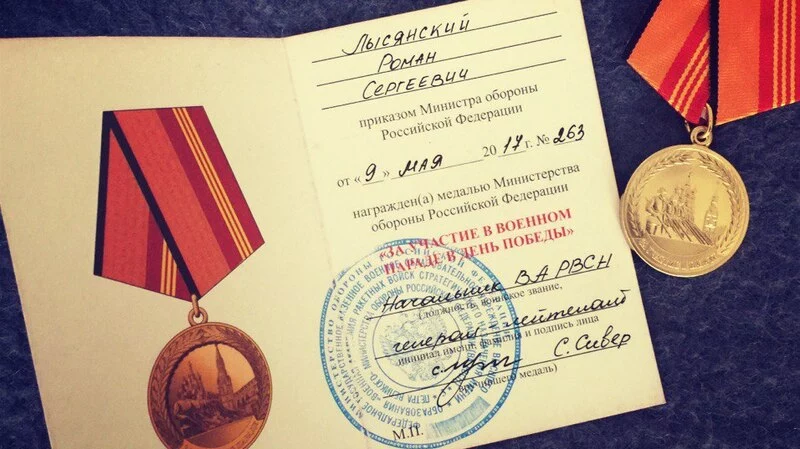 Лысянский
Роман
Сергеевич
приказом Министра обороны
Российской Федерации
от «9» мая 2017 г. № 263
награжден(а) медалью Министерства
обороны Российской Федерации
«ЗА УЧАСТИЕ В ВОЕННОМ
ПАРАДЕ В ДЕНЬ ПОБЕДЫ»
Начальник ВА РВСН
(должность, воинское звание,
генерал-лейтенант
инициал имени, фамилия и подпись лица
С. Сивер
вручившего медаль)
М.П.